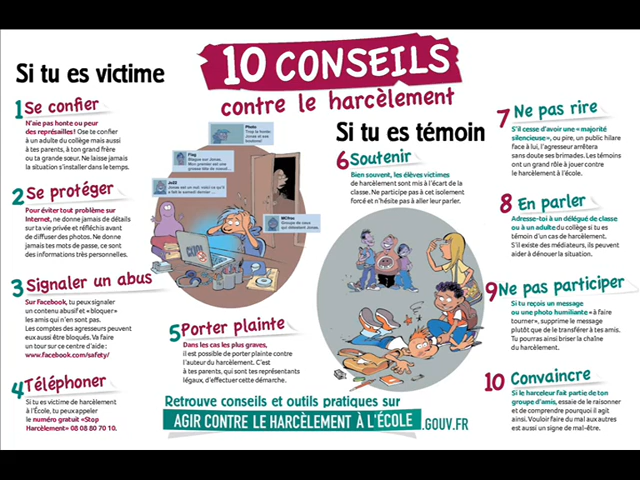 10 CONSEILS
contre le harcèlement
Si tu es victime
1 Se confier
N'aie pas honte ou peur
des représailles ! Ose te confier
à un adulte du collège mais aussi
à tes parents, à ton grand frère
ou ta grande sœur. Ne laisse jamais
la situation s'installer dans le temps.
2 Se protéger
Pour éviter tout problème sur
Internet, ne donne jamais de détails
sur ta vie privée et réfléchis avant
de diffuser des photos. Ne donne
jamais tes mots de passe, ce sont
des informations très personnelles.
3 Signaler un abus
Sur Facebook, tu peux signaler
un contenu abusif et « bloquer »
les amis qui n'en sont pas.
Les comptes des agresseurs peuvent
eux aussi être bloqués. Va faire
un tour sur ce centre d'aide :
www.facebook.com/safety/
4 Téléphoner
Si tu es victime de harcèlement
à l'École, tu peux appeler
le numéro gratuit «Stop
Harcèlement» 08 08 80 70 10.
5 Porter plainte
Dans les cas les plus graves,
il est possible de porter plainte contre
l'auteur du harcèlement. C'est
à tes parents, qui sont tes représentants
légaux, d'effectuer cette démarche.
Si tu es témoin
6 Soutenir
Bien souvent, les élèves victimes
de harcèlement sont mis à l'écart de la
classe. Ne participe pas à cet isolement
forcé et n'hésite pas à aller leur parler.
7 Ne pas rire
S'il cesse d'avoir une « majorité
silencieuse », ou pire, un public hilare
face à lui, l'agresseur arrêtera
sans doute ses brimades. Les témoins
ont un grand rôle à jouer contre
le harcèlement à l'école.
8 En parler
Adresse-toi à un délégué de classe
ou à un adulte du collège si tu es
témoin d'un cas de harcèlement.
S'il existe des médiateurs, ils peuvent
aider à dénouer la situation.
9 Ne pas participer
Si tu reçois un message
ou une photo humiliante « à faire
tourner », supprime le message
plutôt que de le transférer à tes amis.
Tu pourras ainsi briser la chaîne
du harcèlement.
10 Convaincre
Si le harceleur fait partie de ton
groupe d'amis, essaie de le raisonner
et de comprendre pourquoi il agit
ainsi. Vouloir faire du mal aux autres
est aussi un signe de mal-être.
Photo
Flag
Jo22
MCKro
Retrouve conseils et outils pratiques sur
AGIR CONTRE LE HARCÈLEMENT À L'ÉCOLE .GOUV.FR